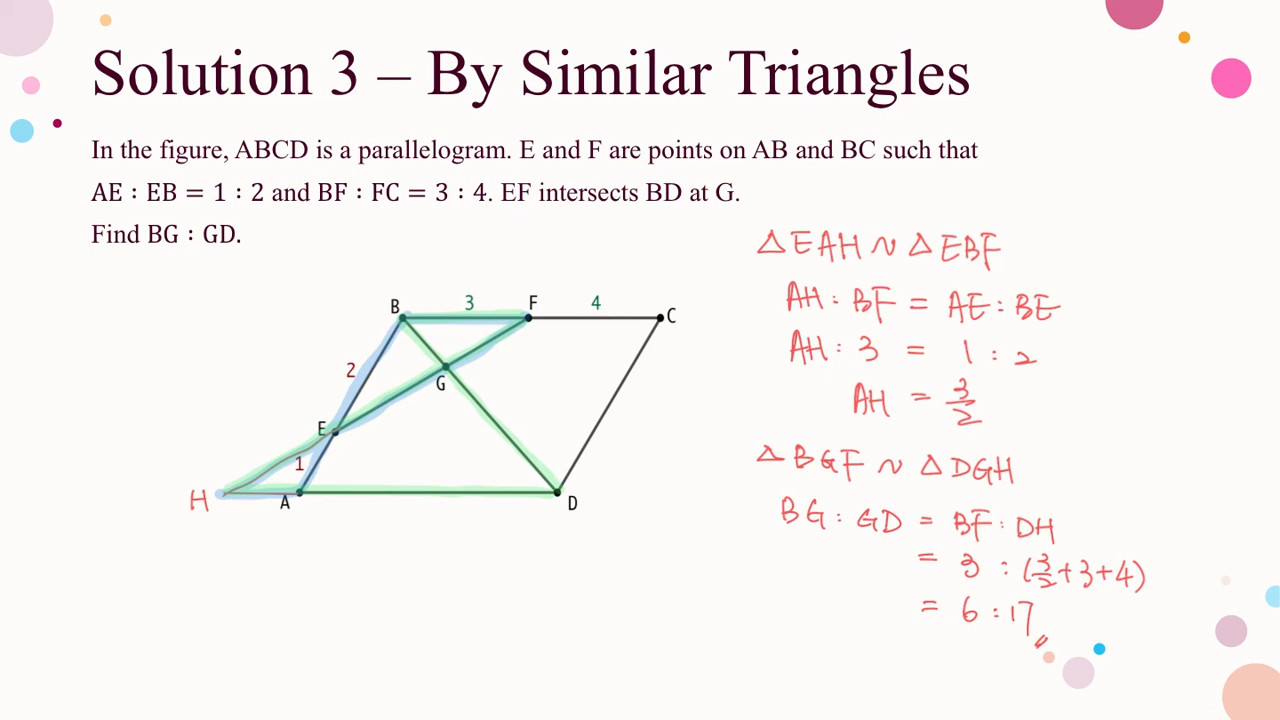 Solution 3 – By Similar Triangles
In the figure, ABCD is a parallelogram. E and F are points on AB and BC such that
AE : EB = 1 : 2 and BF : FC = 3 : 4. EF intersects BD at G.
Find BG : GD.
△EAH ~ △EBF
AH : BF = AE : BE
AH : 3 = 1 : 2
AH = 3/2
△BGF ~ △DGH
BG : GD = BF : DH
= 3 : (3/2+3+4)
= 6 : 17
B 3 F 4 C
2
G
E
1
H A D